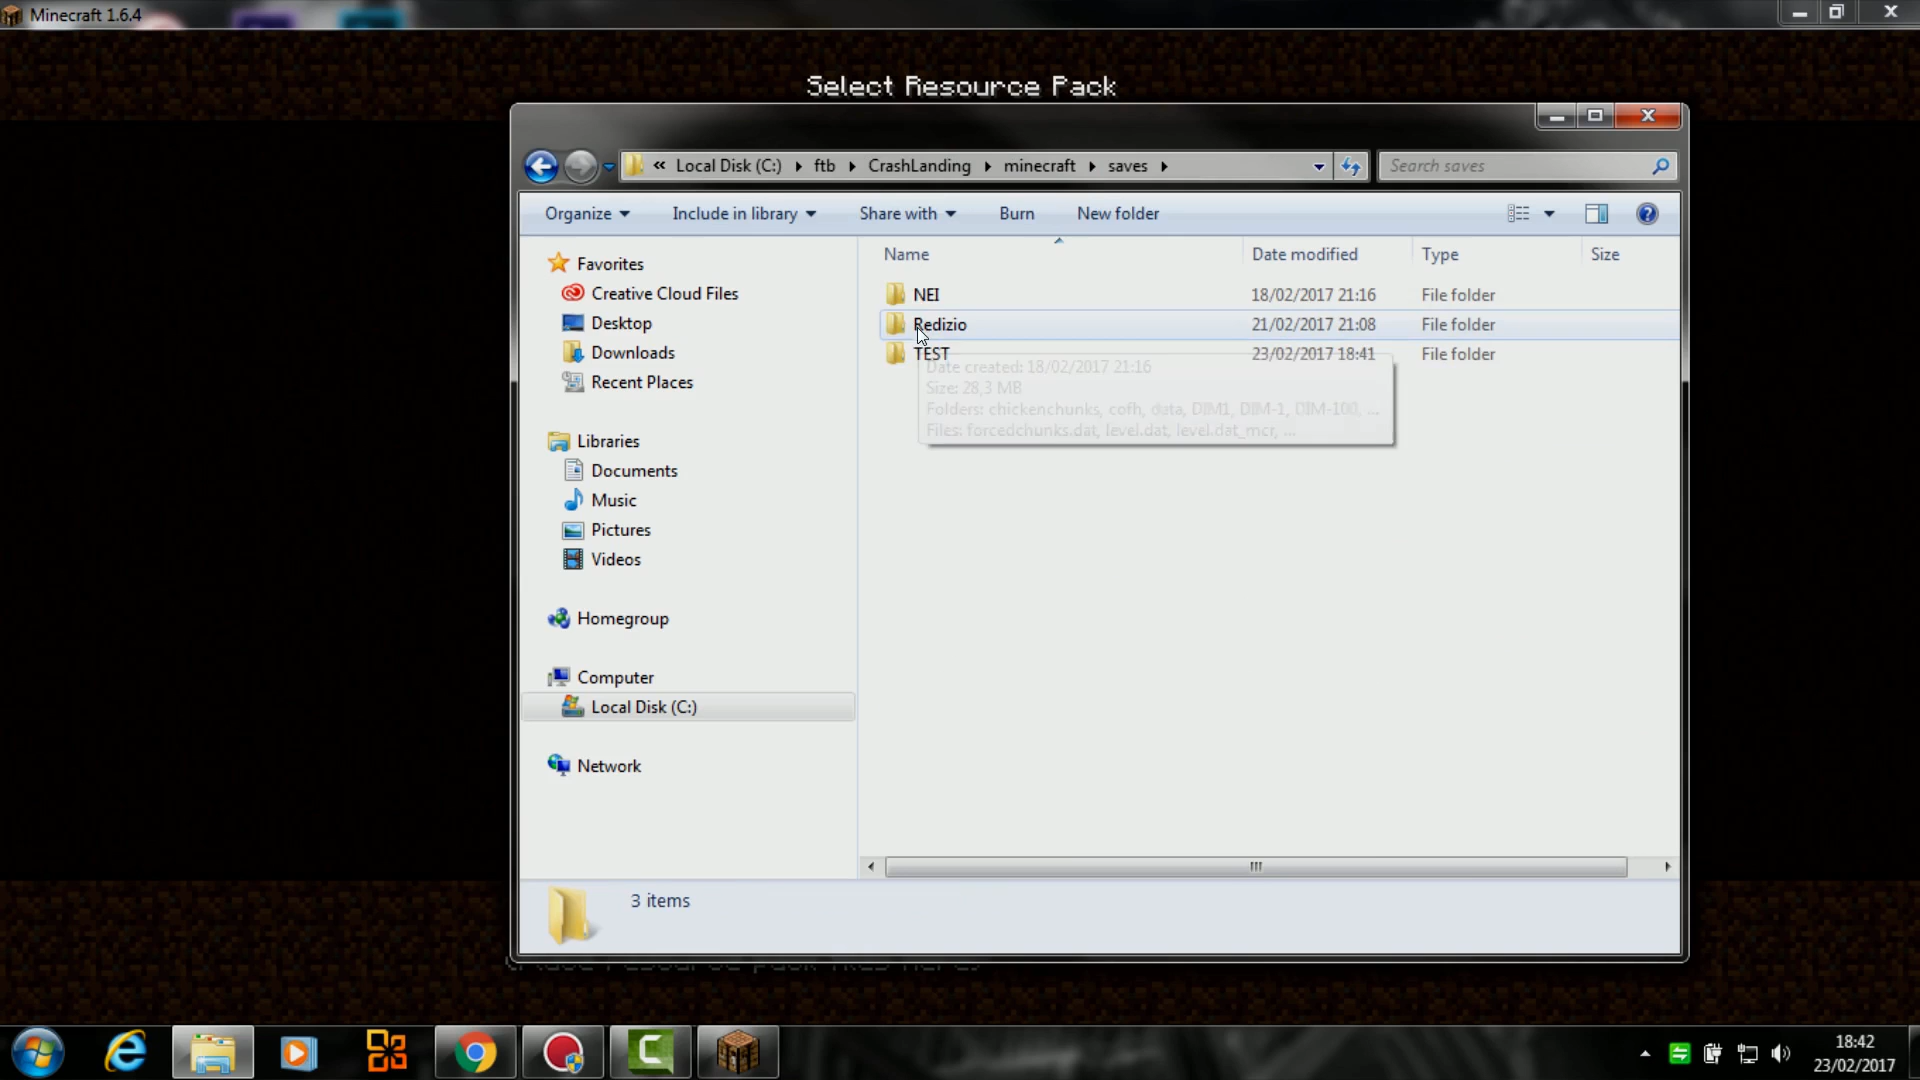 Minecraft 1.6.4
Select Resource Pack
« Local Disk (C:) ▸ ftb ▸ CrashLanding ▸ minecraft ▸ saves ▸
Search saves
Organize
Include in library
Share with
Burn
New folder
Name
Date modified
Type
Size
Favorites
Creative Cloud Files
Desktop
Downloads
Recent Places
Libraries
Documents
Music
Pictures
Videos
Homegroup
Computer
Local Disk (C:)
Network
NEI 18/02/2017 21:16 File folder
Redizio 21/02/2017 21:08 File folder
TEST 23/02/2017 18:41 File folder
Date created: 18/02/2017 21:16
Size: 28,3 MB
Folders: chickenchunks, cofh, data, DIM1, DIM-1, DIM-100, ...
Files: forcedchunks.dat, level.dat, level.dat_mcr, ...
3 items
18:42
23/02/2017